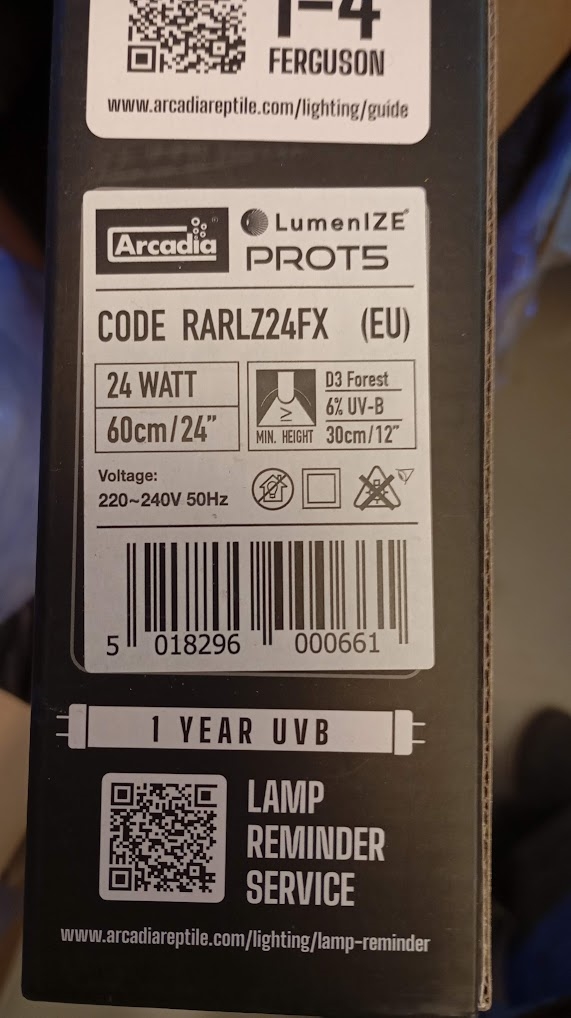 1-4
FERGUSON
www.arcadiareptile.com/lighting/guide
Arcadia
LumenIZE®
PROT5
CODE RARLZ24FX (EU)
24 WATT
60cm/24”
≥
MIN. HEIGHT
D3 Forest
6% UV-B
30cm/12”
Voltage:
220~240V 50Hz
5 018296 000661
1 YEAR UVB
LAMP
REMINDER
SERVICE
www.arcadiareptile.com/lighting/lamp-reminder